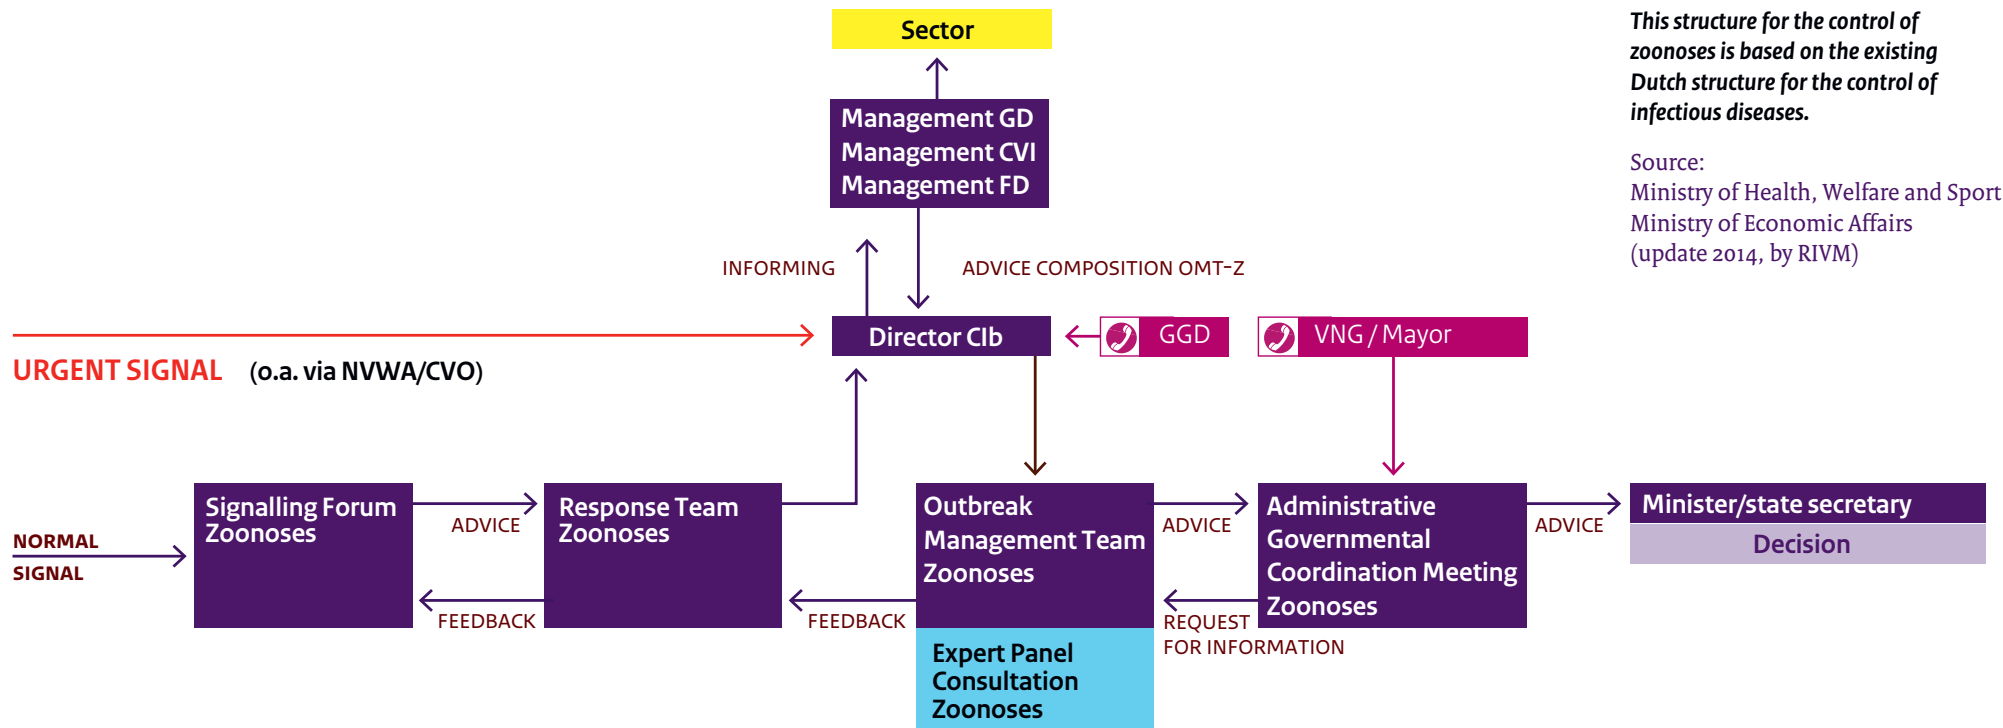 Sector
This structure for the control of
zoonoses is based on the existing
Dutch structure for the control of
infectious diseases.
Source:
Ministry of Health, Welfare and Sport
Ministry of Economic Affairs
(update 2014, by RIVM)
Management GD
Management CVI
Management FD
INFORMING
ADVICE COMPOSITION OMT-Z
Director CIb
GGD
VNG / Mayor
URGENT SIGNAL (o.a. via NVWA/CVO)
NORMAL
SIGNAL
Signalling Forum
Zoonoses
ADVICE
FEEDBACK
Response Team
Zoonoses
FEEDBACK
Outbreak
Management Team
Zoonoses
Expert Panel
Consultation
Zoonoses
ADVICE
REQUEST
FOR INFORMATION
Administrative
Governmental
Coordination Meeting
Zoonoses
ADVICE
Minister/state secretary
Decision